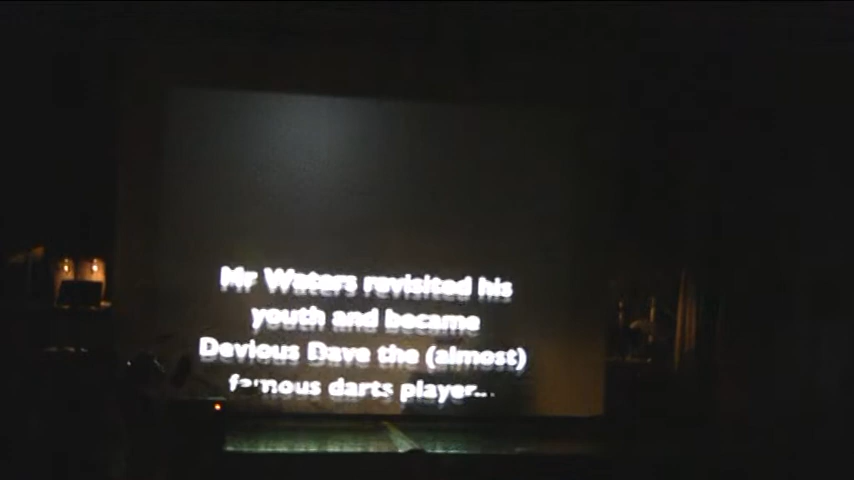 Mr Waters revisited his
youth and became
Devious Dave the (almost)
famous darts player...